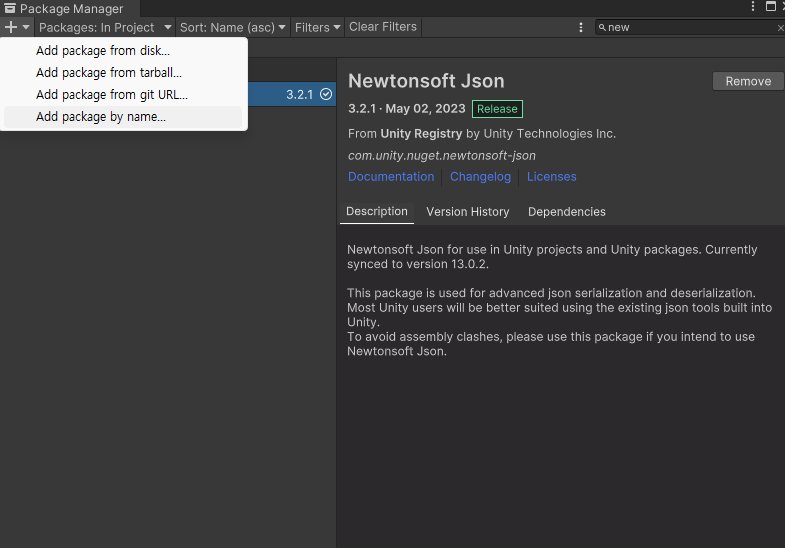 Package Manager
Packages: In Project Sort: Name (asc) Filters Clear Filters new
Add package from disk...
Add package from tarball...
Add package from git URL...
Add package by name...
3.2.1
Newtonsoft Json
Remove
3.2.1 · May 02, 2023 Release
From Unity Registry by Unity Technologies Inc.
com.unity.nuget.newtonsoft-json
Documentation Changelog Licenses
Description Version History Dependencies
Newtonsoft Json for use in Unity projects and Unity packages. Currently
synced to version 13.0.2.
This package is used for advanced json serialization and deserialization.
Most Unity users will be better suited using the existing json tools built into
Unity.
To avoid assembly clashes, please use this package if you intend to use
Newtonsoft Json.